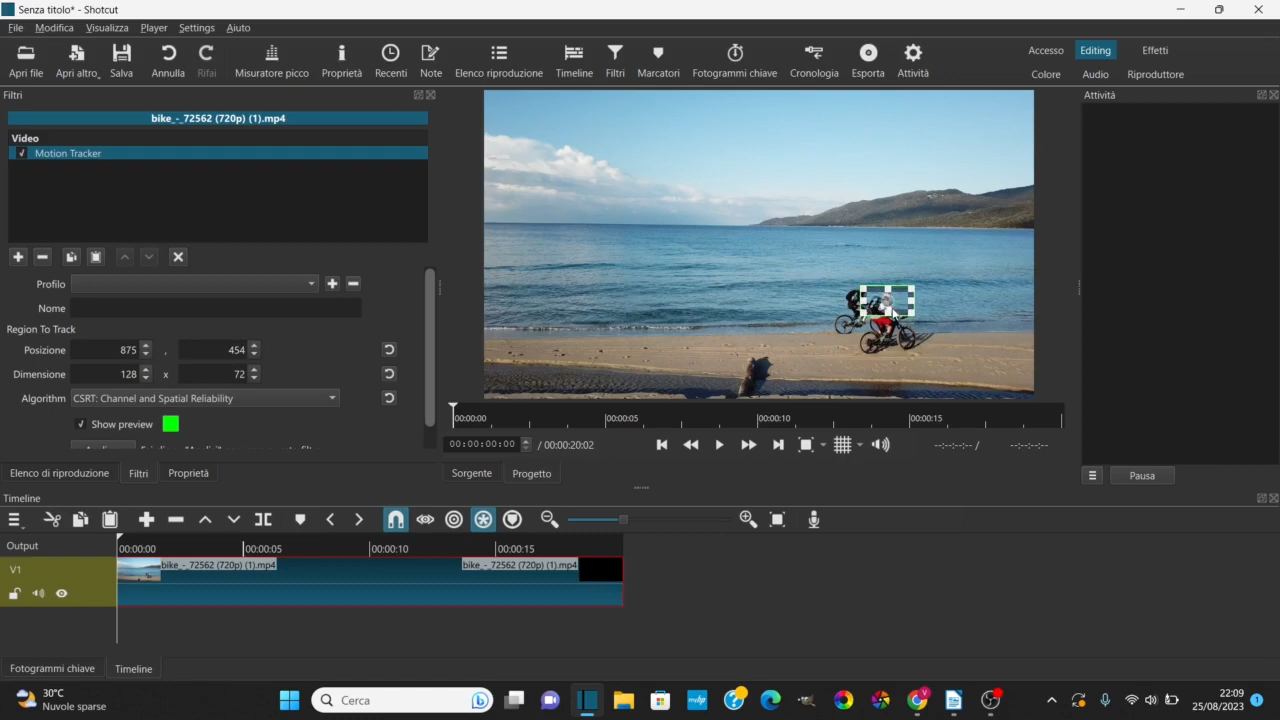 Senza titolo* - Shotcut
File Modifica Visualizza Player Settings Aiuto
Apri file Apri altro Salva Annulla Rifai Misuratore picco Proprietà Recenti Note Elenco riproduzione Timeline Filtri Marcatori Fotogrammi chiave Cronologia Esporta Attività
Accesso Editing Effetti
Colore Audio Riproduttore
Filtri
Attività
bike_-_72562 (720p) (1).mp4
Video
Motion Tracker
Profilo
Nome
Region To Track
Posizione 875 , 454
Dimensione 128 x 72
Algorithm CSRT: Channel and Spatial Reliability
Show preview
Elenco di riproduzione Filtri Proprietà
00:00:00 00:00:05 00:00:10 00:00:15
00:00:00:00 / 00:00:20:02 --:--:--:-- / --:--:--:--
Sorgente Progetto
Pausa
Timeline
Output
00:00:00 00:00:05 00:00:10 00:00:15
V1
bike_-_72562 (720p) (1).mp4 bike_-_72562 (720p) (1).mp4
Fotogrammi chiave Timeline
30°C
Nuvole sparse
Cerca
22:09
25/08/2023
1